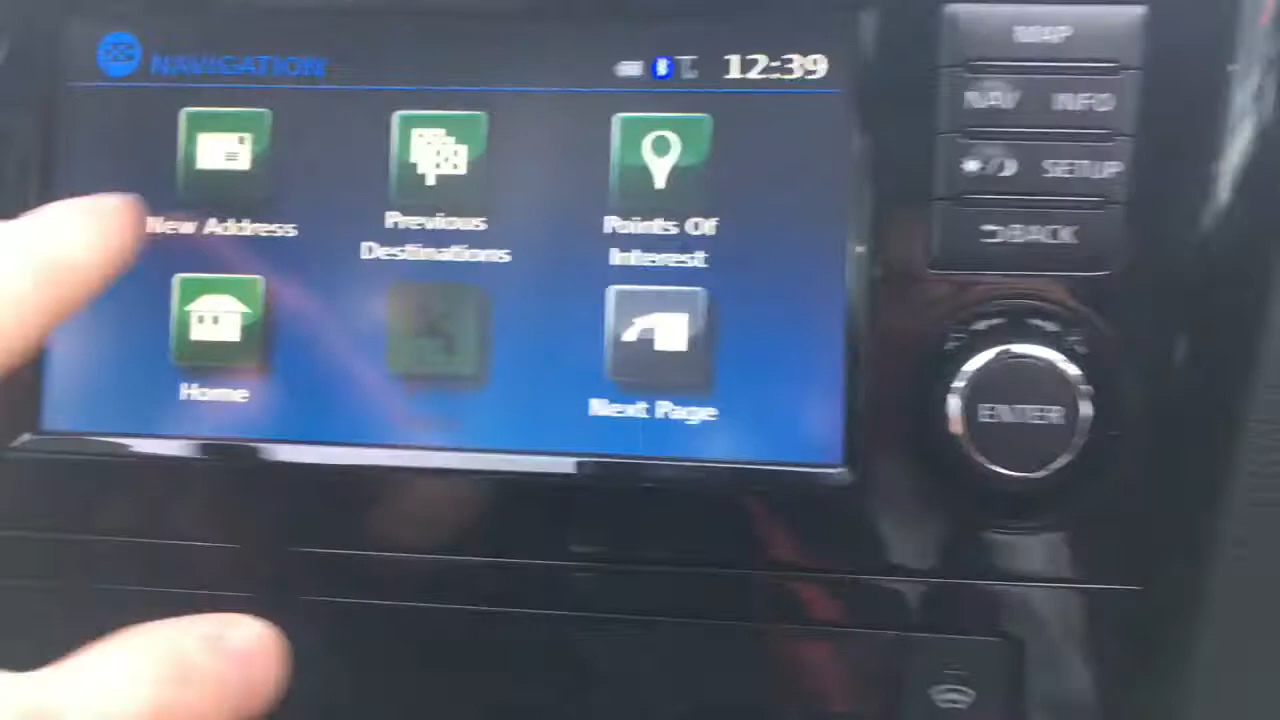 NAVIGATION
12:39
New Address
Previous
Destinations
Points Of
Interest
Home
Next Page
MAP
NAV
INFO
SETUP
BACK
ENTER